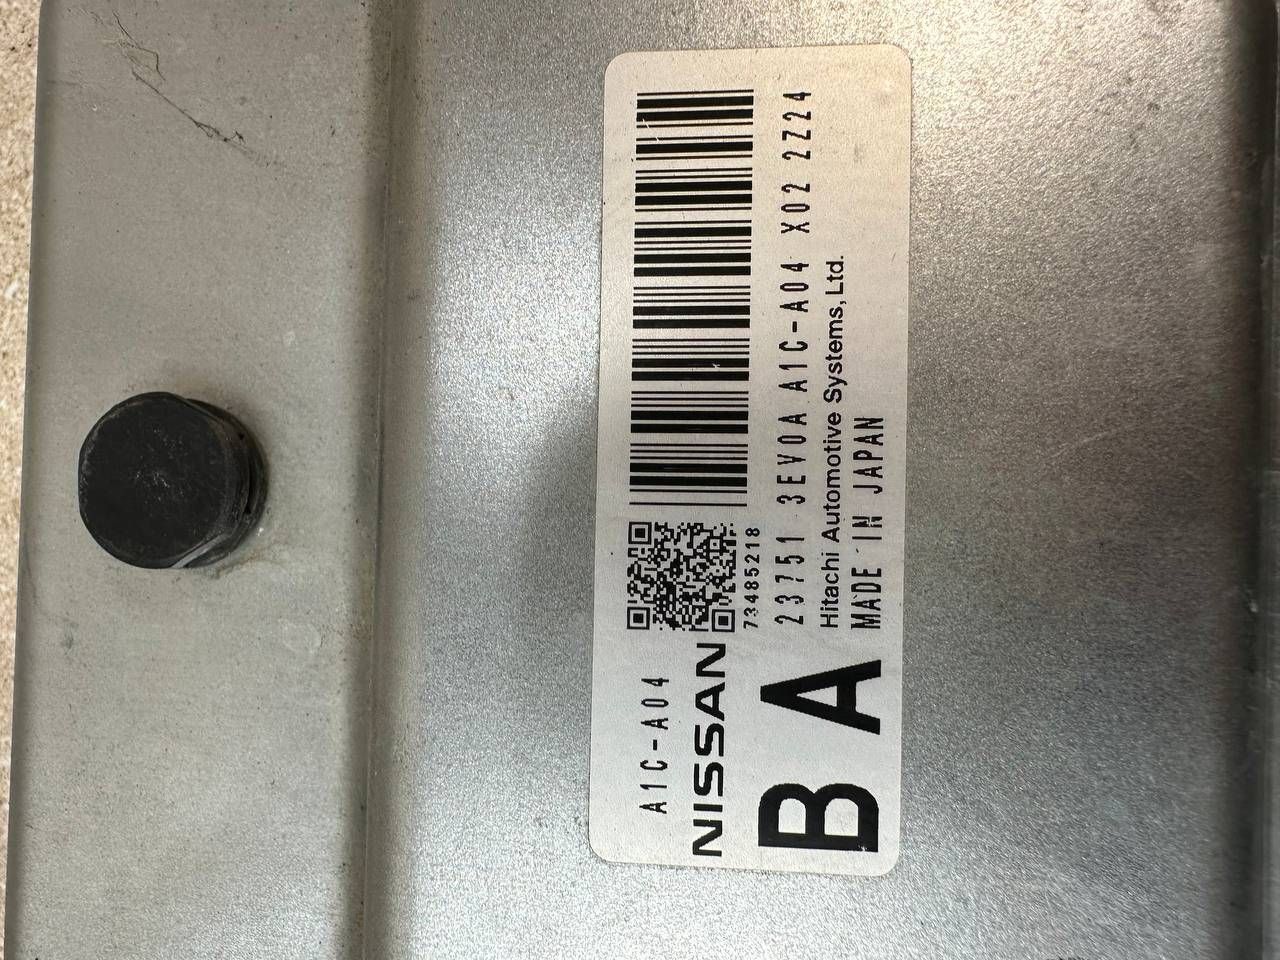 A1C-A04
NISSAN
BA
73485218
23751 3EV0A A1C-A04 X02 2Z24
Hitachi Automotive Systems, Ltd.
MADE IN JAPAN